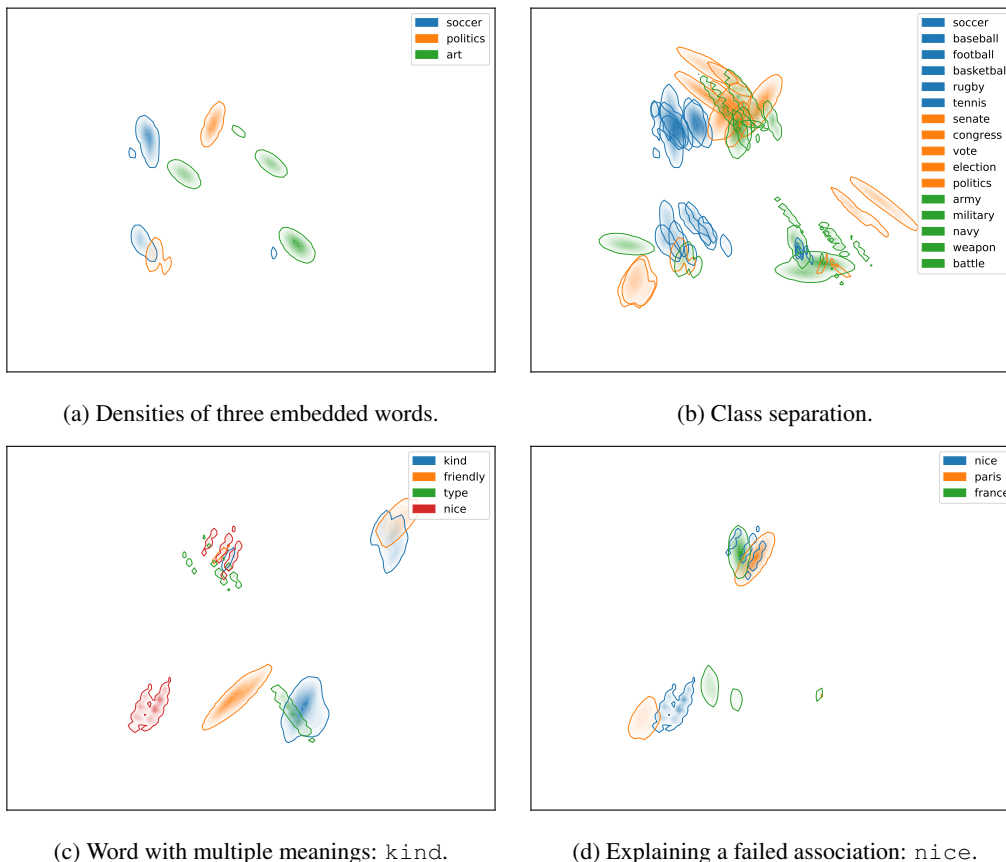 soccer
politics
art
soccer
baseball
football
basketball
rugby
tennis
senate
congress
vote
election
politics
army
military
navy
weapon
battle
(a) Densities of three embedded words.
(b) Class separation.
kind
friendly
type
nice
nice
paris
france
(c) Word with multiple meanings: kind.
(d) Explaining a failed association: nice.